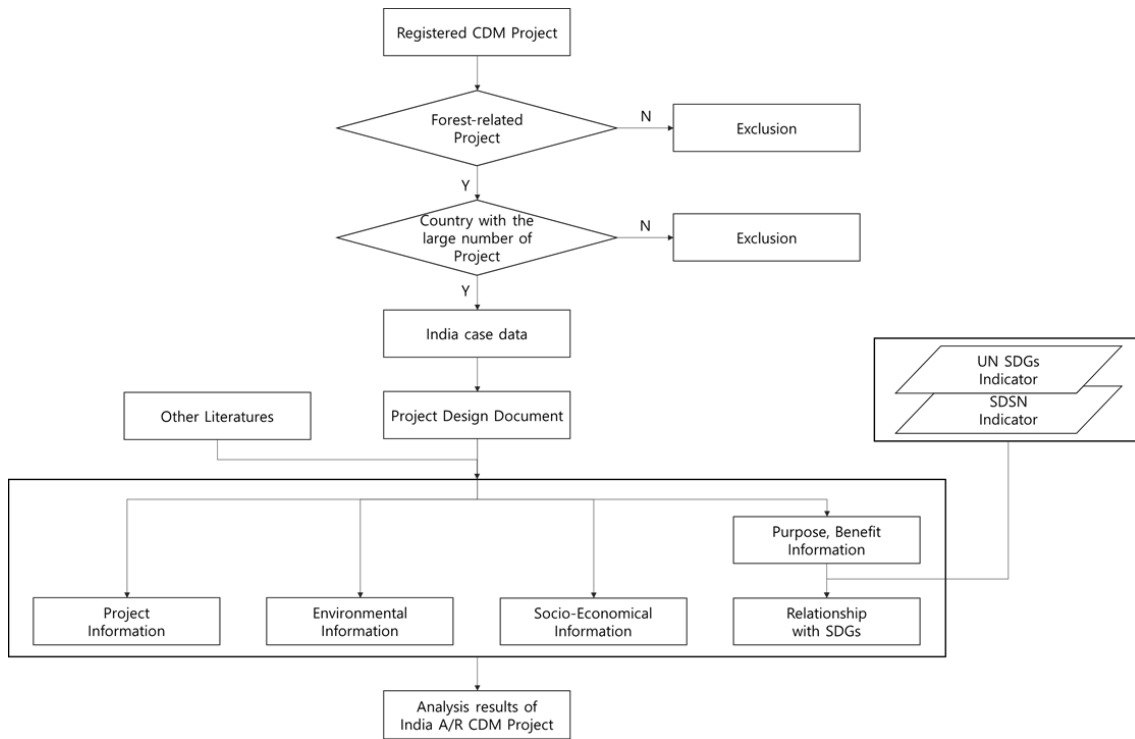 Registered CDM Project
Forest-related
Project
N
Exclusion
Y
Country with the
large number of
Project
N
Exclusion
Y
India case data
UN SDGs
Indicator
SDSN
Indicator
Other Literatures
Project Design Document
Purpose, Benefit
Information
Project
Information
Environmental
Information
Socio-Economical
Information
Relationship
with SDGs
Analysis results of
India A/R CDM Project